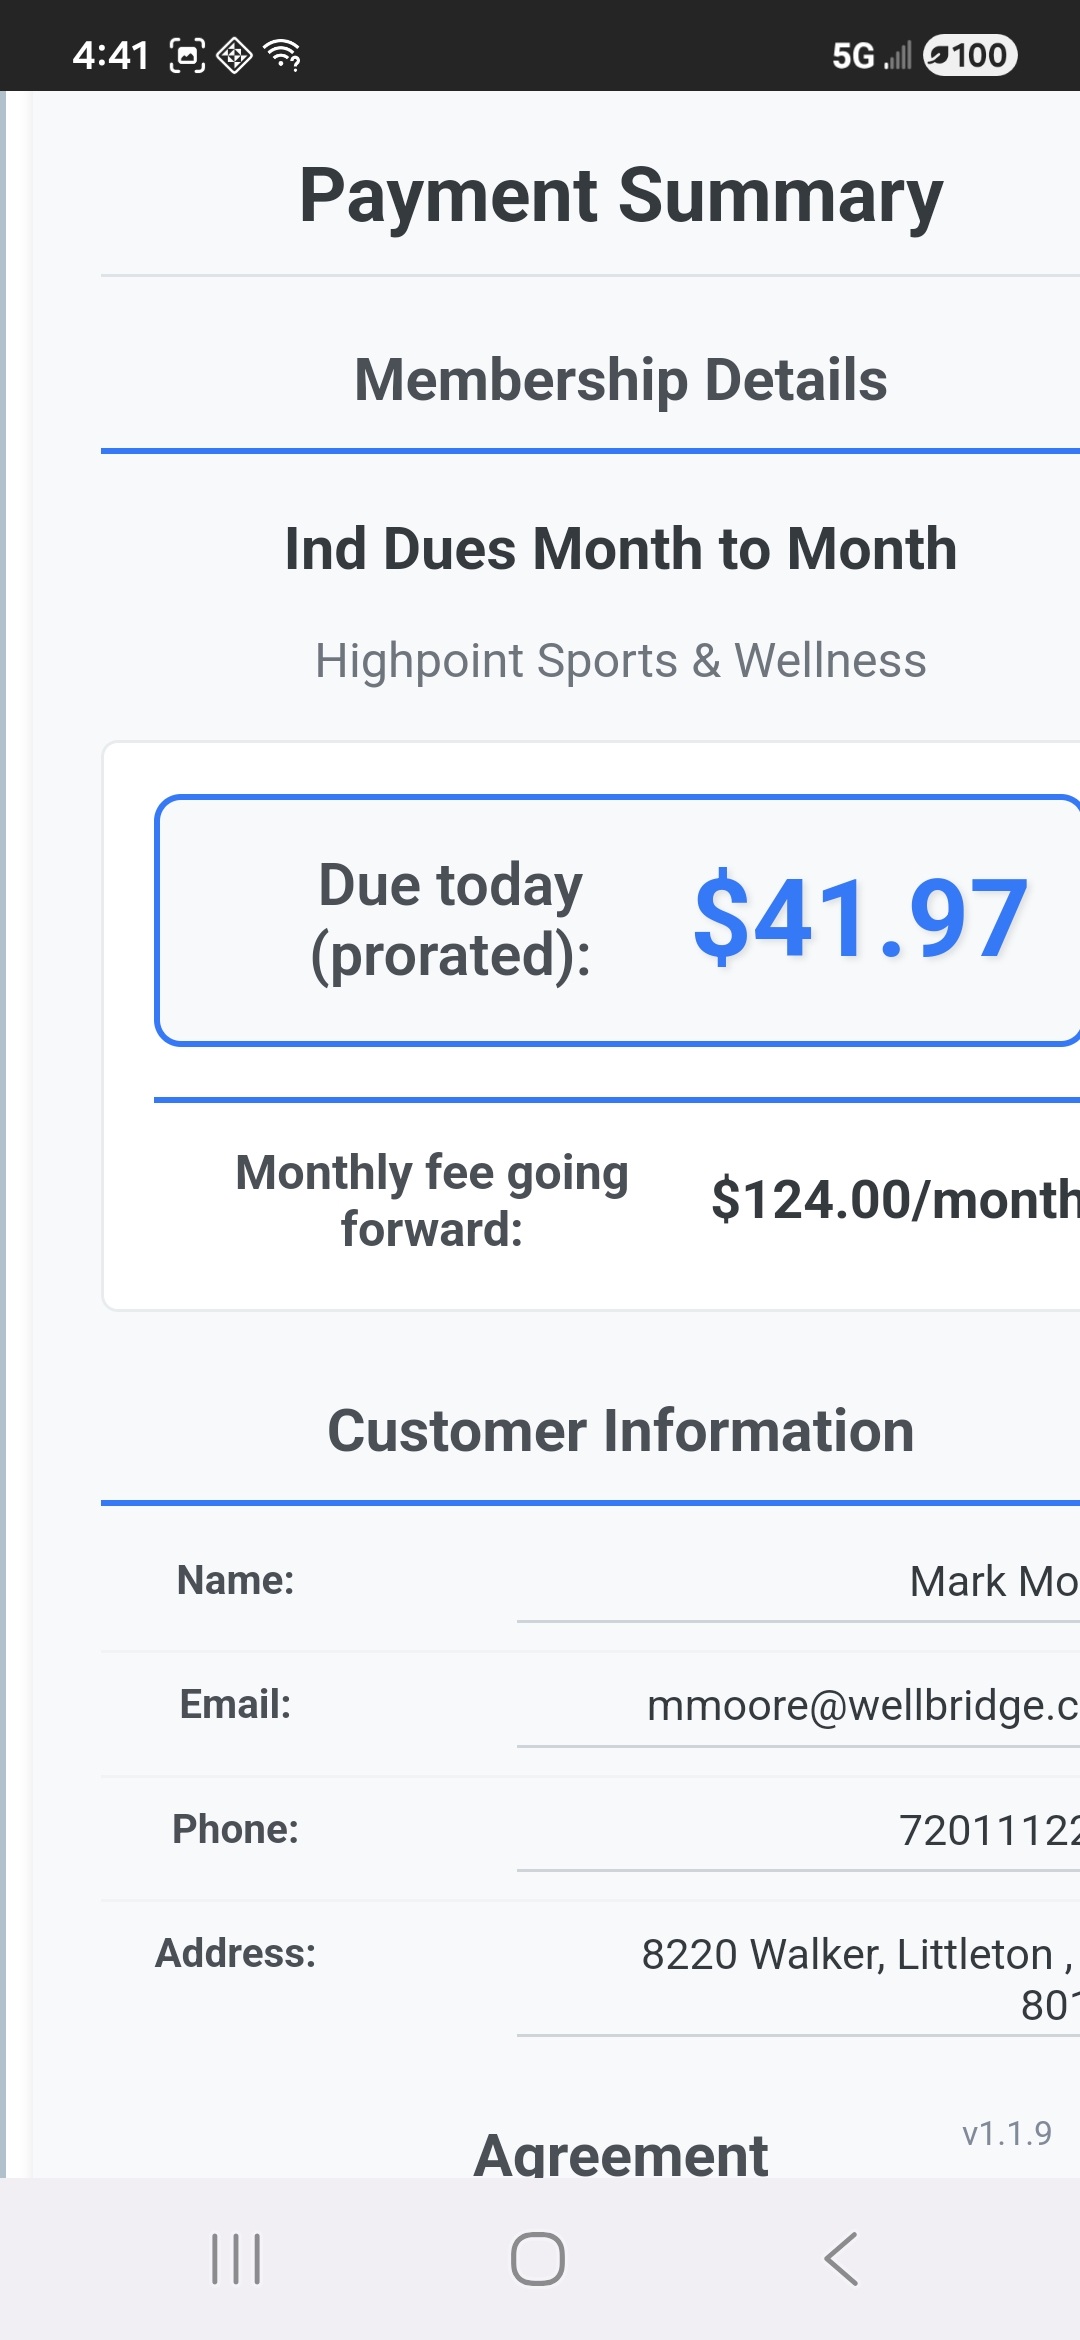 4:41
5G 100
Payment Summary
Membership Details
Ind Dues Month to Month
Highpoint Sports & Wellness
Due today
(prorated):
$41.97
Monthly fee going
forward:
$124.00/month
Customer Information
Name:
Mark Mo
Email:
mmoore@wellbridge.c
Phone:
72011122
Address:
8220 Walker, Littleton ,
801
v1.1.9
Agreement